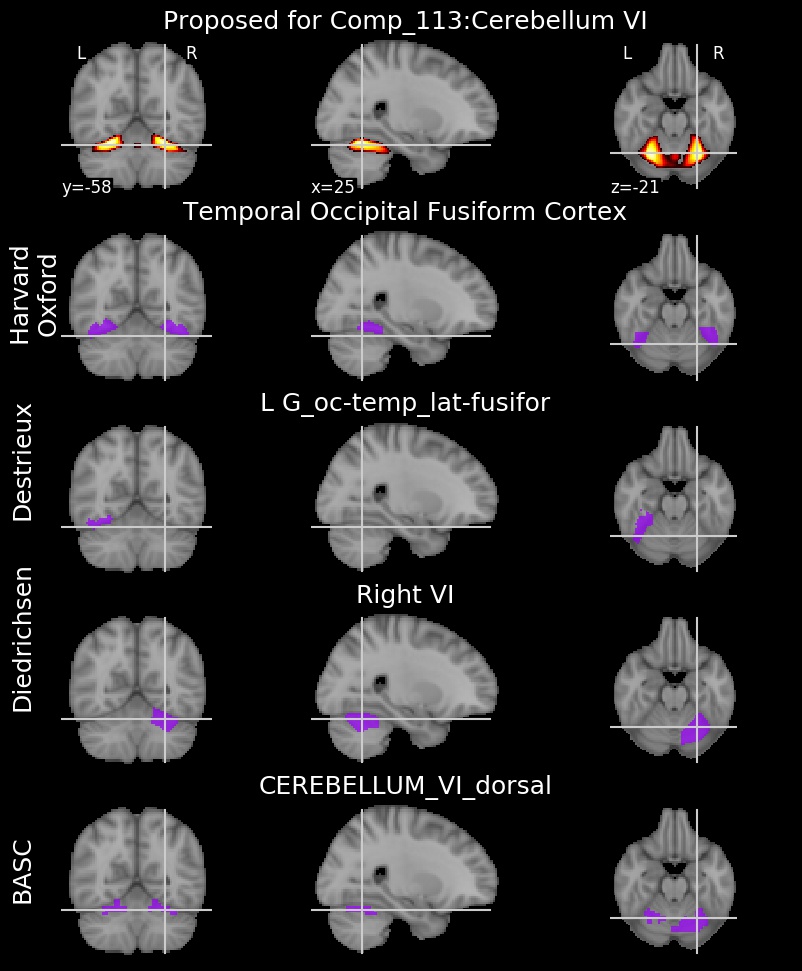 Proposed for Comp_113:Cerebellum VI
L R L R
y=-58 x=25 z=-21
Temporal Occipital Fusiform Cortex
Harvard
Oxford
L G_oc-temp_lat-fusifor
Destrieux
Right VI
Diedrichsen
CEREBELLUM_VI_dorsal
BASC